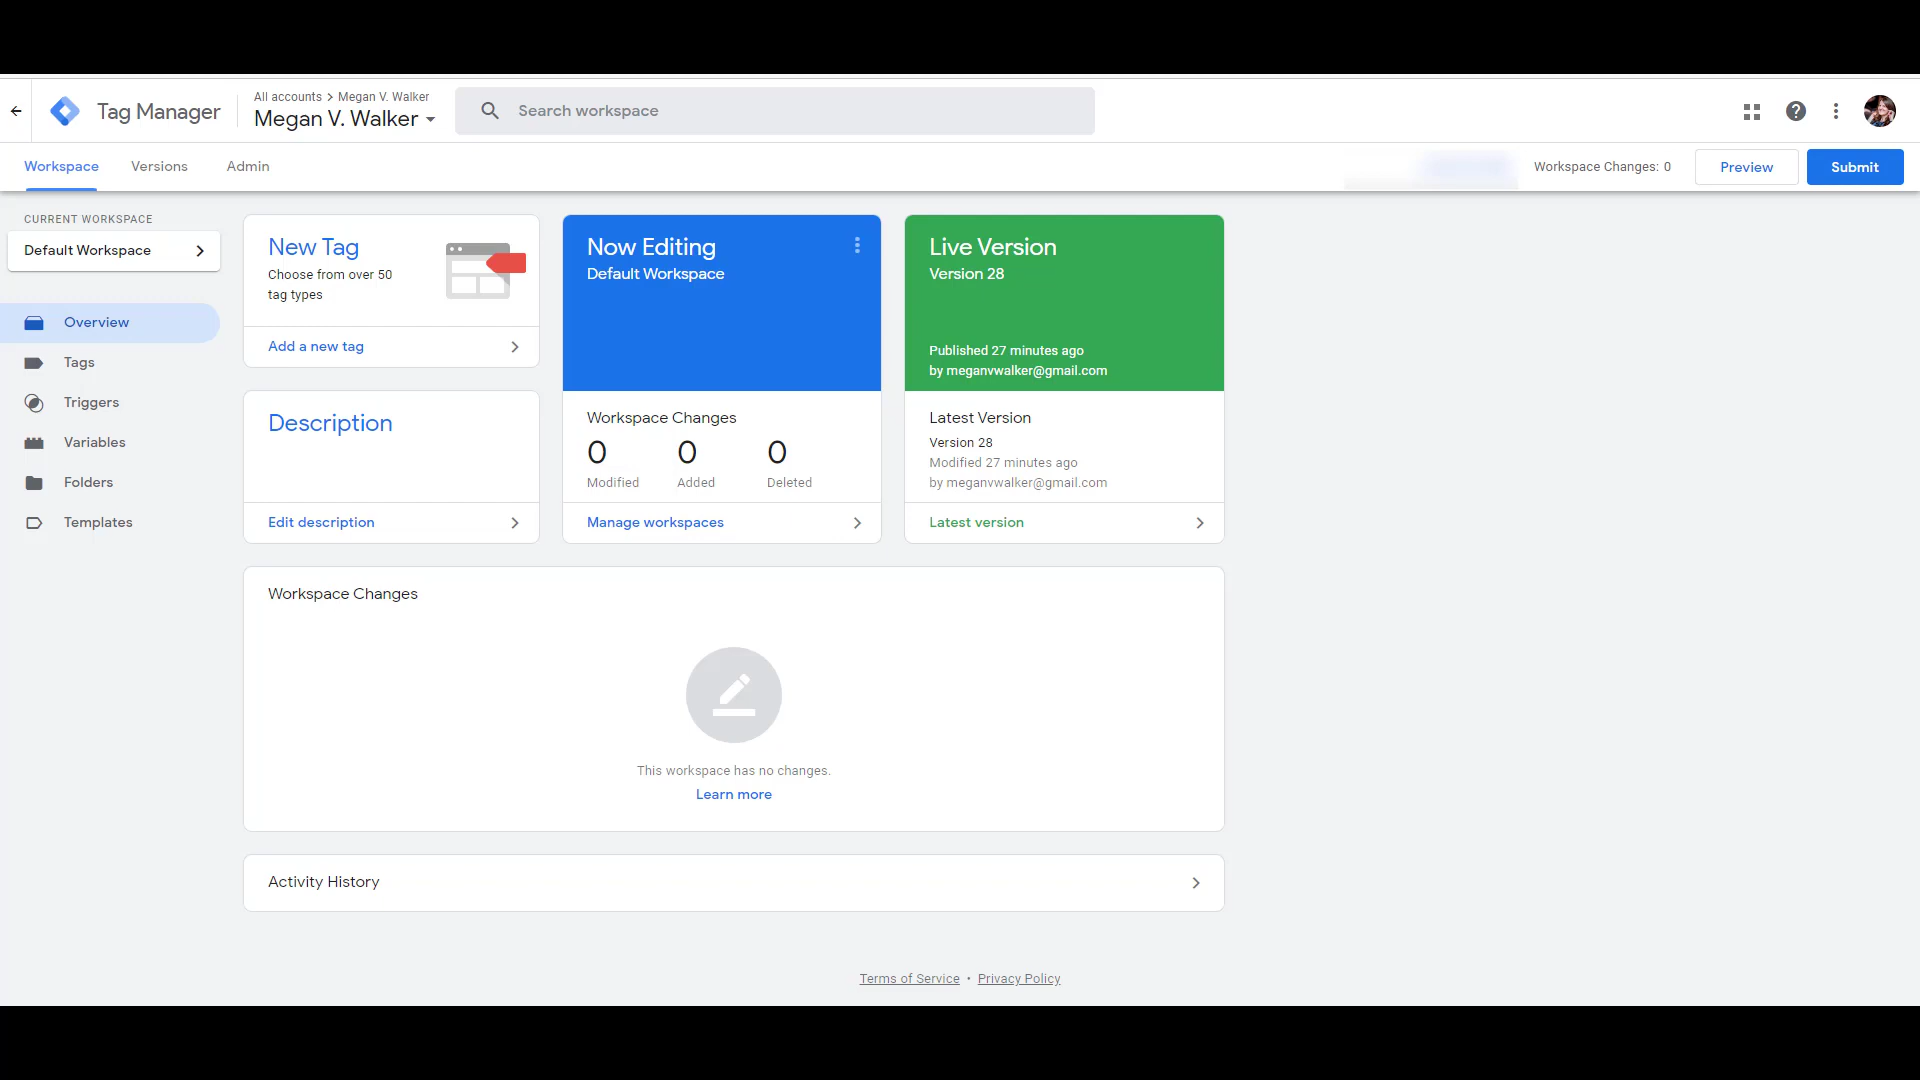 Tag Manager
All accounts > Megan V. Walker
Megan V. Walker
Search workspace
Workspace
Versions
Admin
Workspace Changes: 0
Preview
Submit
CURRENT WORKSPACE
Default Workspace
Overview
Tags
Triggers
Variables
Folders
Templates
New Tag
Choose from over 50
tag types
Add a new tag
Description
Edit description
Now Editing
Default Workspace
Workspace Changes
0 0 0
Modified Added Deleted
Manage workspaces
Live Version
Version 28
Published 27 minutes ago
by meganvwalker@gmail.com
Latest Version
Version 28
Modified 27 minutes ago
by meganvwalker@gmail.com
Latest version
Workspace Changes
This workspace has no changes.
Learn more
Activity History
Terms of Service • Privacy Policy